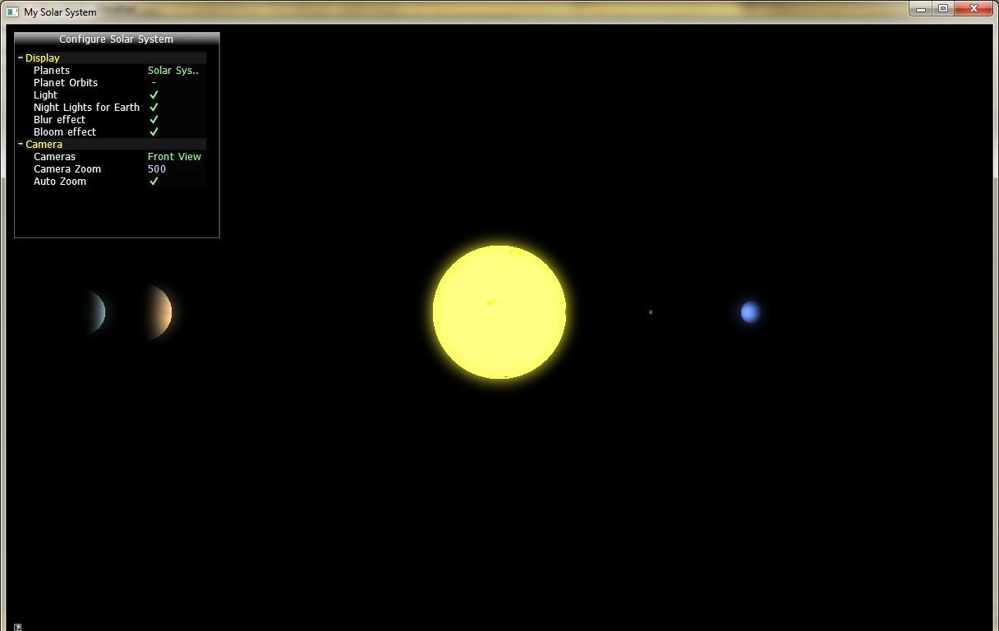 My Solar System
Configure Solar System
Display
Planets Solar Sys..
Planet Orbits -
Light ✓
Night Lights for Earth ✓
Blur effect ✓
Bloom effect ✓
Camera
Cameras Front View
Camera Zoom 500
Auto Zoom ✓
?